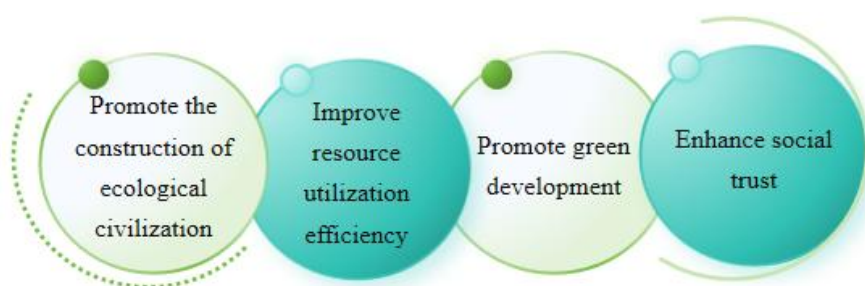 Promote the
construction of
ecological
civilization
Improve
resource
utilization
efficiency
Promote green
development
Enhance social
trust